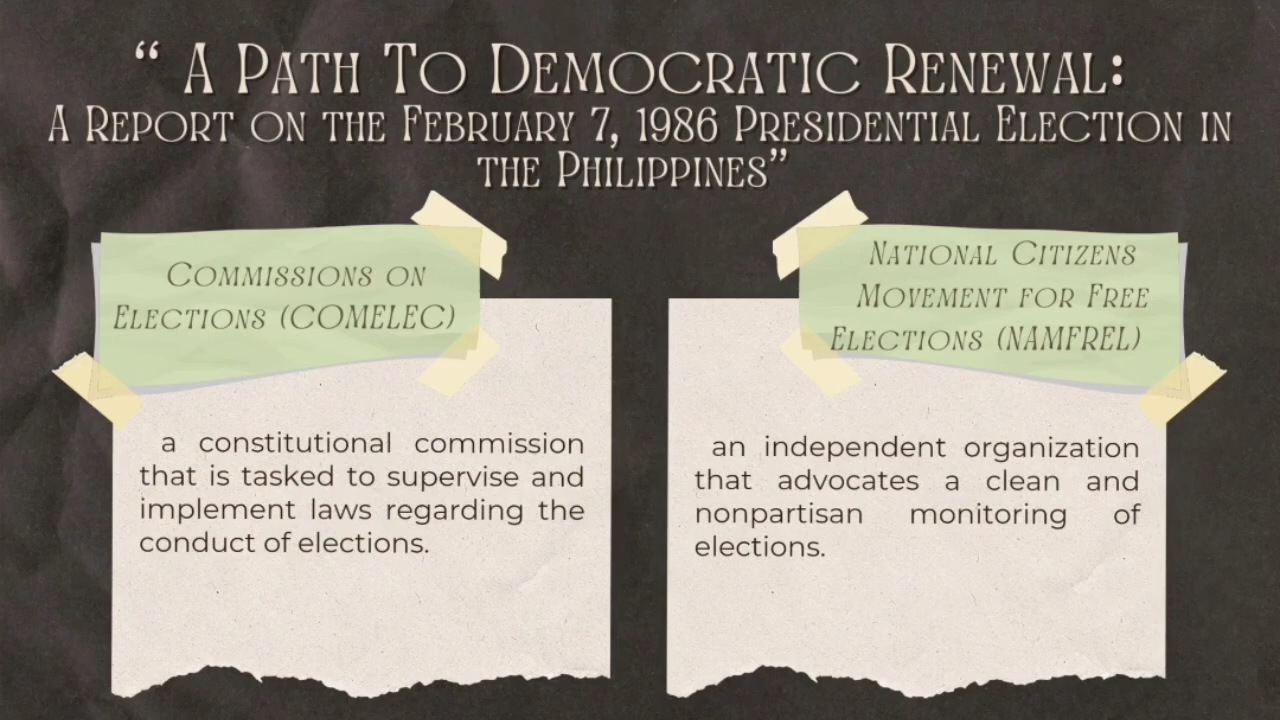 “ A Path To Democratic Renewal:
A Report on the February 7, 1986 Presidential Election in
the Philippines”
Commissions on
Elections (COMELEC)
a constitutional commission
that is tasked to supervise and
implement laws regarding the
conduct of elections.
National Citizens
Movement for Free
Elections (NAMFREL)
an independent organization
that advocates a clean and
nonpartisan monitoring of
elections.